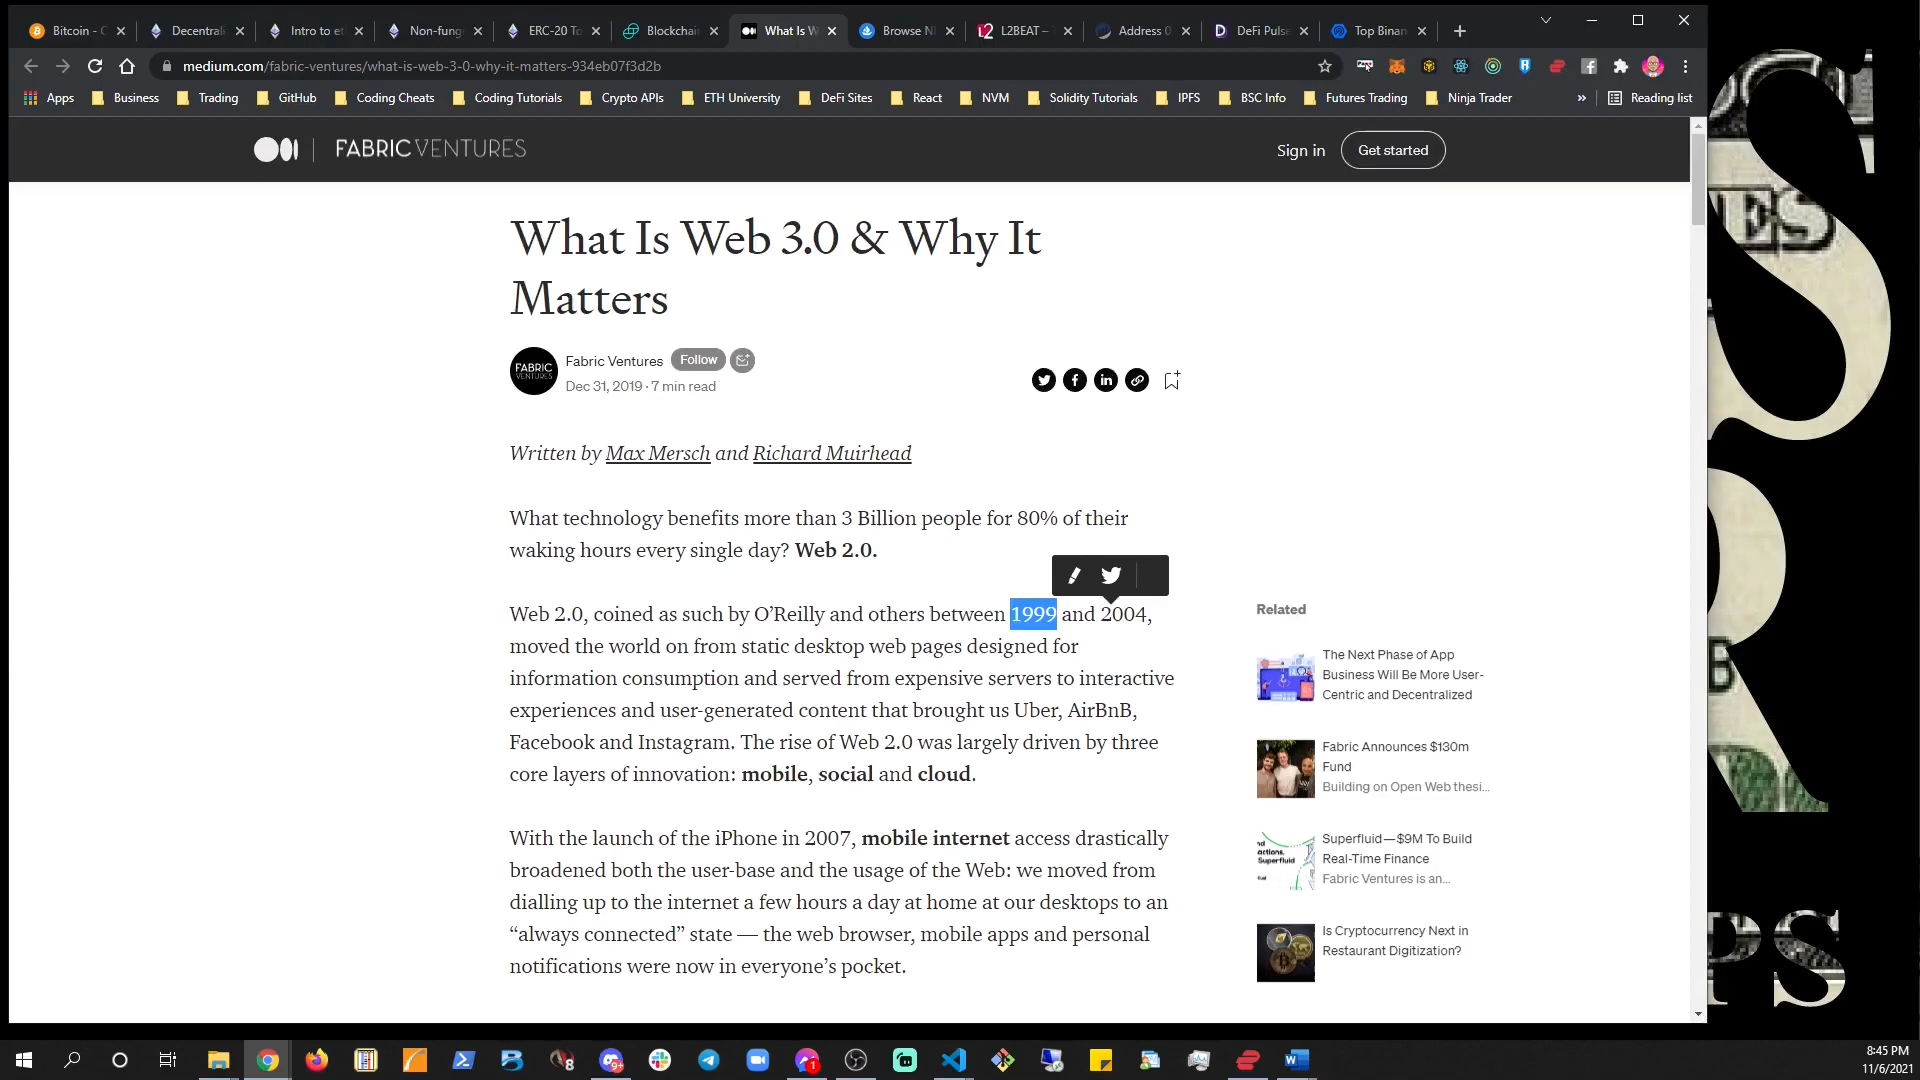 Bitcoin - C
Decentrali
Intro to et
Non-fung
ERC-20 To
Blockchai
What Is W
Browse N
L2BEAT –
Address 0
DeFi Pulse
Top Binan
medium.com/fabric-ventures/what-is-web-3-0-why-it-matters-934eb07f3d2b
Apps
Business
Trading
GitHub
Coding Cheats
Coding Tutorials
Crypto APIs
ETH University
DeFi Sites
React
NVM
Solidity Tutorials
IPFS
BSC Info
Futures Trading
Ninja Trader
»
Reading list
FABRIC VENTURES
Sign in
Get started
What Is Web 3.0 & Why It
Matters
FABRIC
VENTURES
Fabric Ventures
Follow
Dec 31, 2019 · 7 min read
Written by Max Mersch and Richard Muirhead
What technology benefits more than 3 Billion people for 80% of their
waking hours every single day? Web 2.0.
Web 2.0, coined as such by O’Reilly and others between 1999 and 2004,
moved the world on from static desktop web pages designed for
information consumption and served from expensive servers to interactive
experiences and user-generated content that brought us Uber, AirBnB,
Facebook and Instagram. The rise of Web 2.0 was largely driven by three
core layers of innovation: mobile, social and cloud.
With the launch of the iPhone in 2007, mobile internet access drastically
broadened both the user-base and the usage of the Web: we moved from
dialling up to the internet a few hours a day at home at our desktops to an
“always connected” state — the web browser, mobile apps and personal
notifications were now in everyone’s pocket.
Related
The Next Phase of App
Business Will Be More User-
Centric and Decentralized
Fabric Announces $130m
Fund
Building on Open Web thesi...
Superfluid — $9M To Build
Real-Time Finance
Fabric Ventures is an...
Is Cryptocurrency Next in
Restaurant Digitization?
8:45 PM
11/6/2021